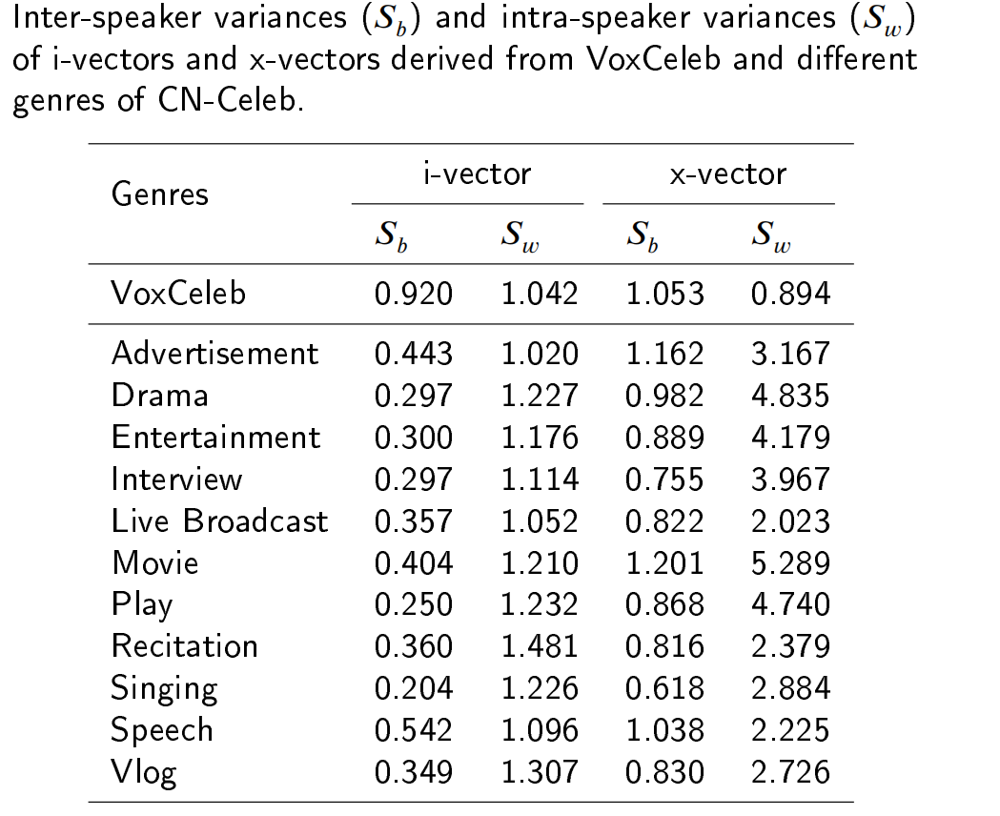 Inter-speaker variances (S_b) and intra-speaker variances (S_w)
of i-vectors and x-vectors derived from VoxCeleb and different
genres of CN-Celeb.
Genres i-vector x-vector
S_b S_w S_b S_w
VoxCeleb 0.920 1.042 1.053 0.894
Advertisement 0.443 1.020 1.162 3.167
Drama 0.297 1.227 0.982 4.835
Entertainment 0.300 1.176 0.889 4.179
Interview 0.297 1.114 0.755 3.967
Live Broadcast 0.357 1.052 0.822 2.023
Movie 0.404 1.210 1.201 5.289
Play 0.250 1.232 0.868 4.740
Recitation 0.360 1.481 0.816 2.379
Singing 0.204 1.226 0.618 2.884
Speech 0.542 1.096 1.038 2.225
Vlog 0.349 1.307 0.830 2.726